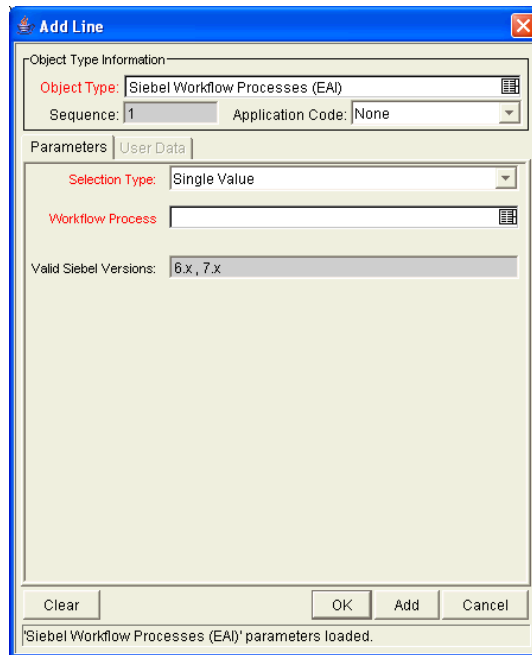 Add Line
Object Type Information
Object Type: Siebel Workflow Processes (EAI)
Sequence: 1 Application Code: None
Parameters User Data
Selection Type: Single Value
Workflow Process
Valid Siebel Versions: 6.x , 7.x
Clear OK Add Cancel
'Siebel Workflow Processes (EAI)' parameters loaded.